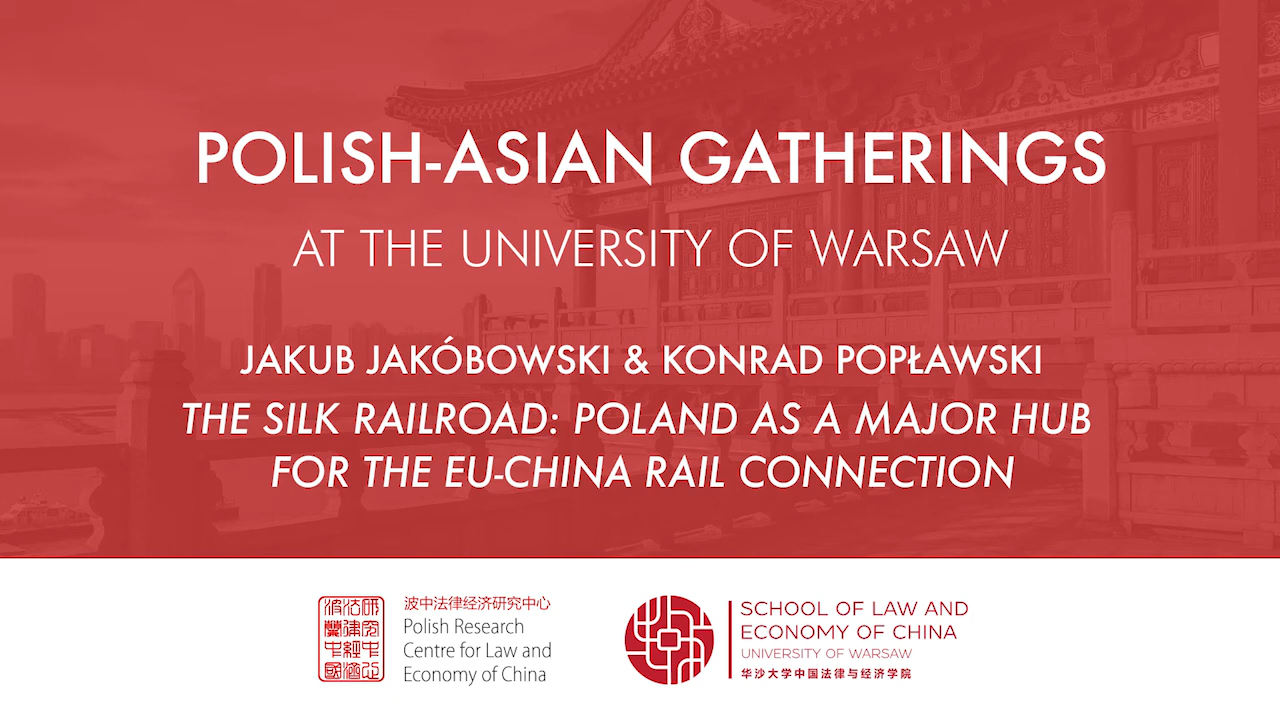 POLISH-ASIAN GATHERINGS
AT THE UNIVERSITY OF WARSAW
JAKUB JAKÓBOWSKI & KONRAD POPŁAWSKI
THE SILK RAILROAD: POLAND AS A MAJOR HUB
FOR THE EU-CHINA RAIL CONNECTION
波中法律经济研究中心
Polish Research
Centre for Law and
Economy of China
SCHOOL OF LAW AND
ECONOMY OF CHINA
UNIVERSITY OF WARSAW
华沙大学中国法律与经济学院